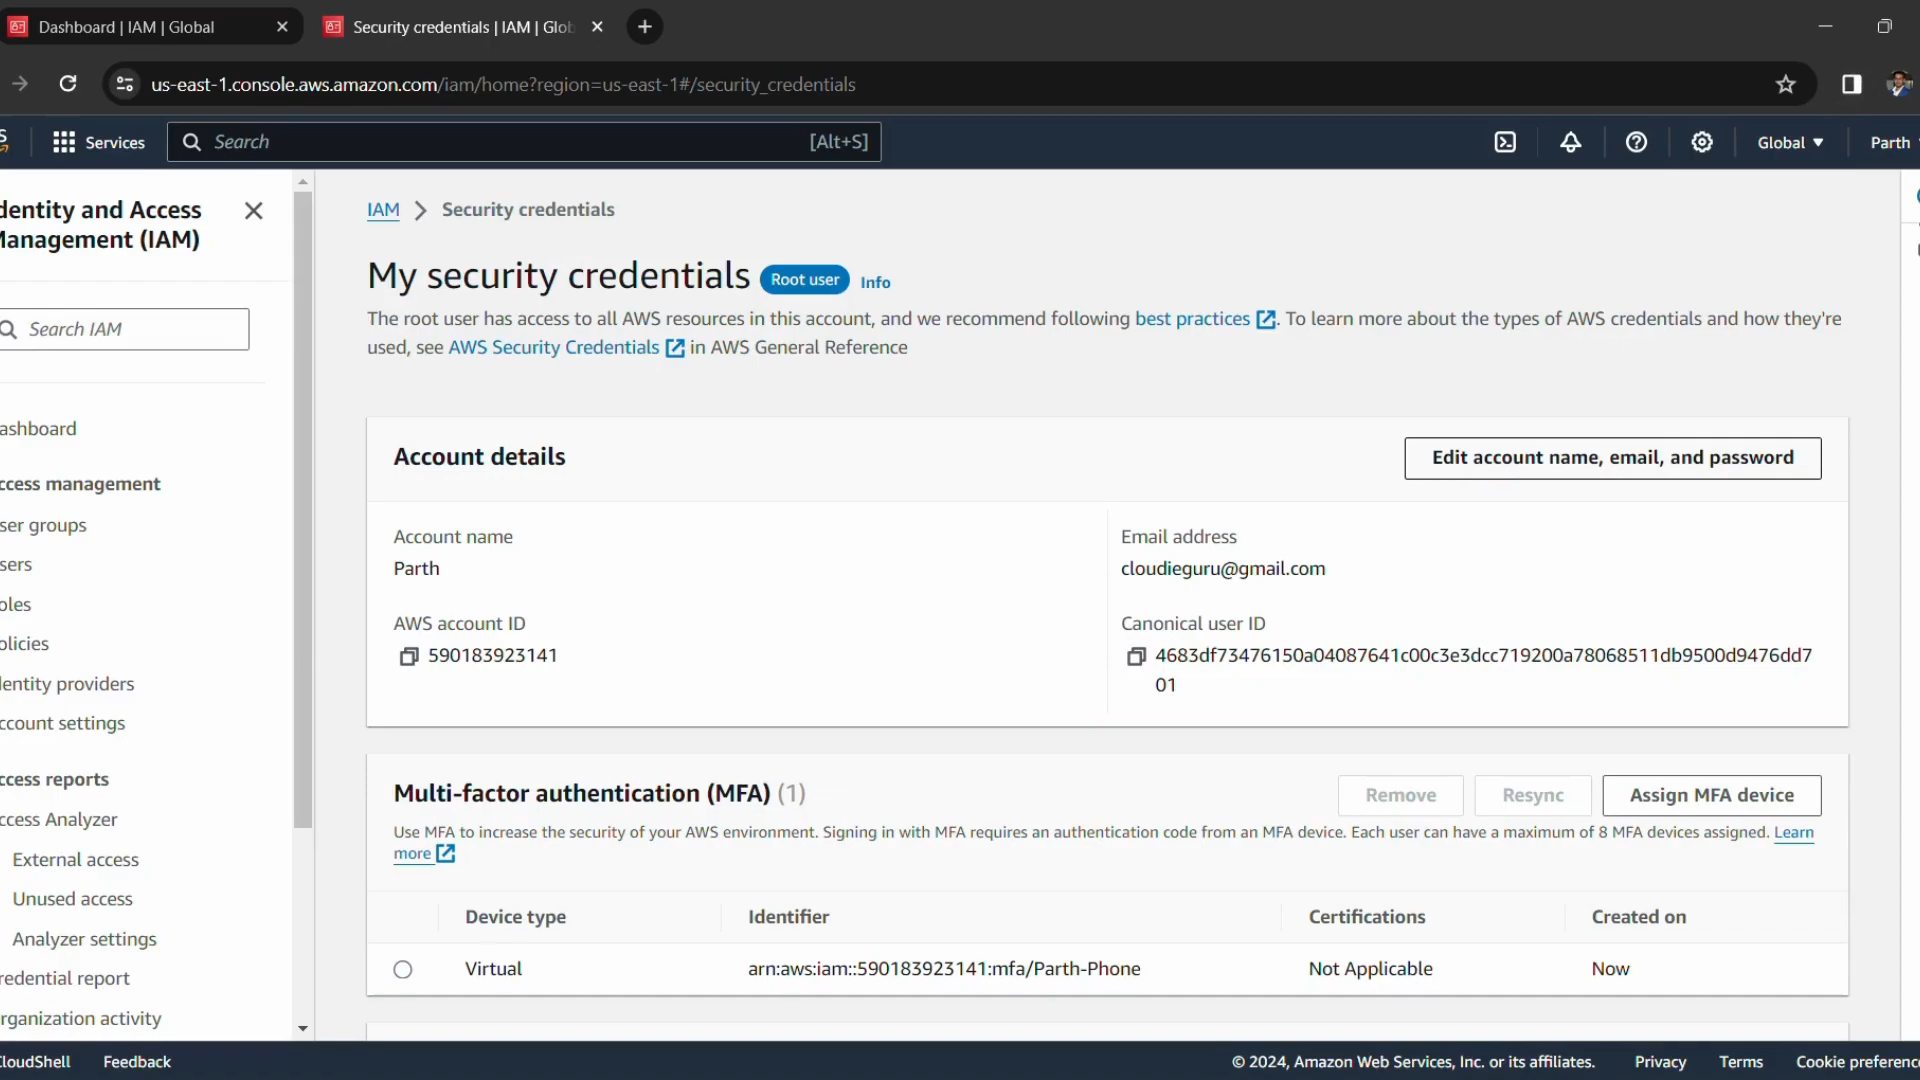 Dashboard | IAM | Global
Security credentials | IAM | Glob
us-east-1.console.aws.amazon.com/iam/home?region=us-east-1#/security_credentials
Services
Search
[Alt+S]
Global
Parth
dentity and Access
Management (IAM)
Search IAM
ashboard
ccess management
ser groups
sers
oles
olicies
dentity providers
ccount settings
ccess reports
ccess Analyzer
External access
Unused access
Analyzer settings
redential report
rganization activity
IAM > Security credentials
My security credentials Root user Info
The root user has access to all AWS resources in this account, and we recommend following best practices. To learn more about the types of AWS credentials and how they're
used, see AWS Security Credentials in AWS General Reference
Account details
Edit account name, email, and password
Account name
Parth
Email address
cloudieguru@gmail.com
AWS account ID
590183923141
Canonical user ID
4683df73476150a04087641c00c3e3dcc719200a78068511db9500d9476dd7
01
Multi-factor authentication (MFA) (1)
Remove
Resync
Assign MFA device
Use MFA to increase the security of your AWS environment. Signing in with MFA requires an authentication code from an MFA device. Each user can have a maximum of 8 MFA devices assigned. Learn
more
Device type Identifier Certifications Created on
Virtual arn:aws:iam::590183923141:mfa/Parth-Phone Not Applicable Now
CloudShell Feedback © 2024, Amazon Web Services, Inc. or its affiliates. Privacy Terms Cookie preferenc